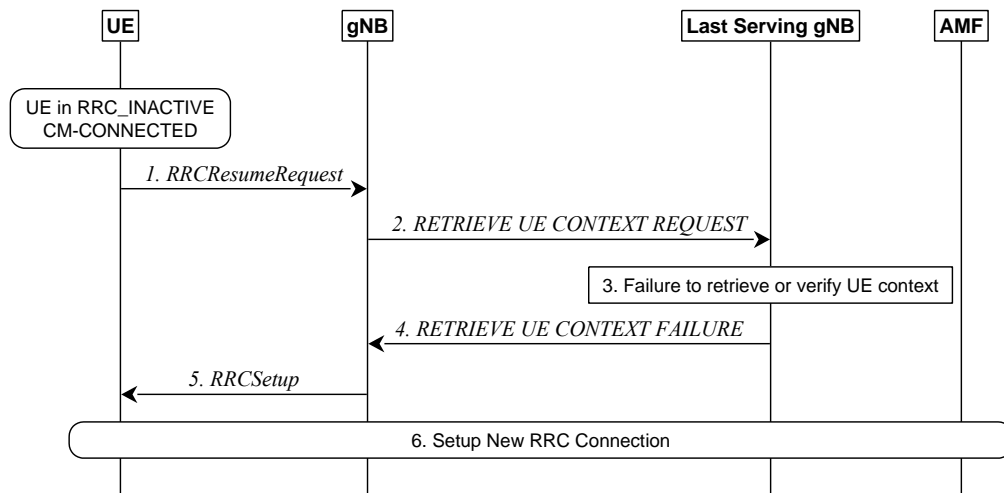 UE
gNB
Last Serving gNB
AMF
UE in RRC_INACTIVE
CM-CONNECTED
1. RRCResumeRequest
2. RETRIEVE UE CONTEXT REQUEST
3. Failure to retrieve or verify UE context
4. RETRIEVE UE CONTEXT FAILURE
5. RRCSetup
6. Setup New RRC Connection